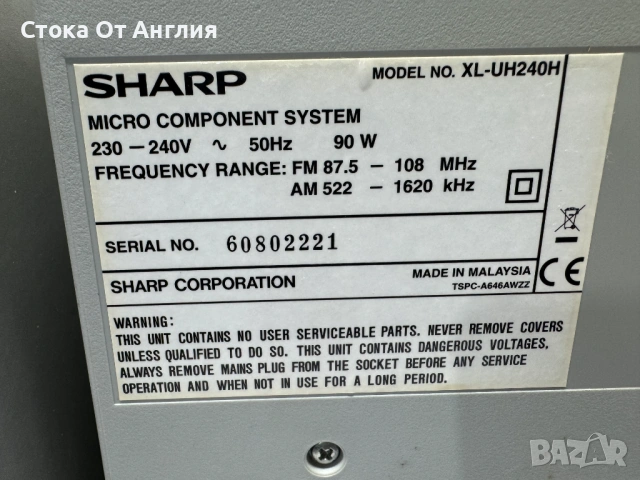 Стока От Англия
SHARP
MODEL NO. XL-UH240H
MICRO COMPONENT SYSTEM
230 – 240V ~ 50Hz 90 W
FREQUENCY RANGE: FM 87.5 – 108 MHz
AM 522 – 1620 kHz
SERIAL NO. 60802221
SHARP CORPORATION
MADE IN MALAYSIA
TSPC-A646AWZZ
CE
WARNING:
THIS UNIT CONTAINS NO USER SERVICEABLE PARTS. NEVER REMOVE COVERS
UNLESS QUALIFIED TO DO SO. THIS UNIT CONTAINS DANGEROUS VOLTAGES,
ALWAYS REMOVE MAINS PLUG FROM THE SOCKET BEFORE ANY SERVICE
OPERATION AND WHEN NOT IN USE FOR A LONG PERIOD.
BAZAR